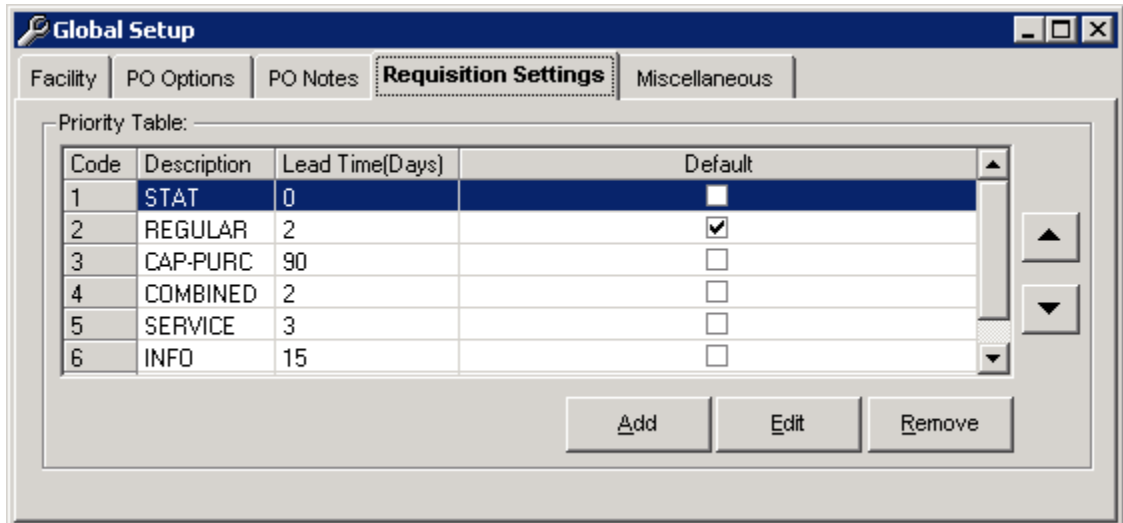 Global Setup
Facility PO Options PO Notes Requisition Settings Miscellaneous
Priority Table:
Code Description Lead Time(Days) Default
1 STAT 0
2 REGULAR 2
3 CAP-PURC 90
4 COMBINED 2
5 SERVICE 3
6 INFO 15
Add Edit Remove